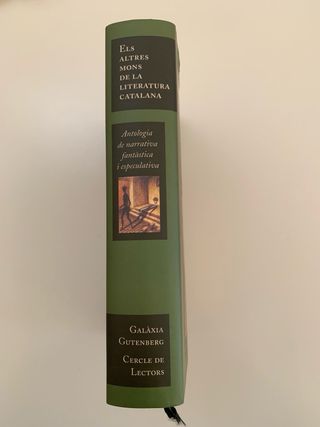 Els
altres
mons
de la
literatura
catalana
Antologia
de narrativa
fantàstica
i especulativa
Galàxia
Gutenberg
Cercle de
Lectors